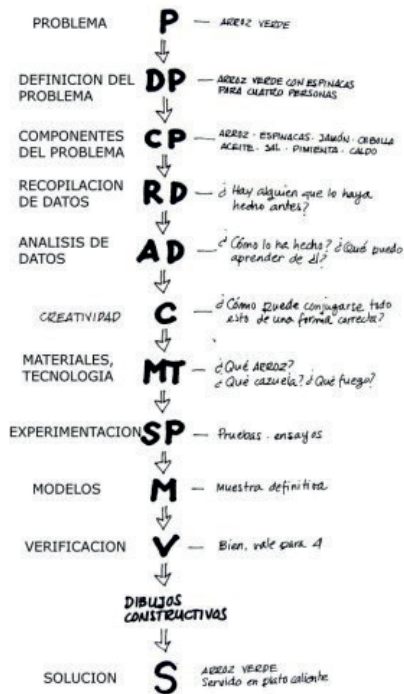 PROBLEMA P — ARROZ VERDE
DEFINICION DEL
PROBLEMA DP — ARROZ VERDE CON ESPINACAS
PARA CUATRO PERSONAS
COMPONENTES
DEL PROBLEMA CP — ARROZ · ESPINACAS · JAMÓN · CEBOLLA
ACEITE · SAL · PIMIENTA · CALDO
RECOPILACION
DE DATOS RD — ¿Hay alguien que lo haya
hecho antes?
ANALISIS DE
DATOS AD — ¿Cómo lo ha hecho? ¿Qué puedo
aprender de él?
CREATIVIDAD C — ¿Cómo puede conjugarse todo
esto de una forma correcta?
MATERIALES,
TECNOLOGIA MT — ¿Qué ARROZ?
¿Qué cazuela? ¿Qué fuego?
EXPERIMENTACION SP — Pruebas · ensayos
MODELOS M — Muestra definitiva
VERIFICACION V — Bien, vale para 4
DIBUJOS
CONSTRUCTIVOS
SOLUCION S ARROZ VERDE
Servido en plato caliente